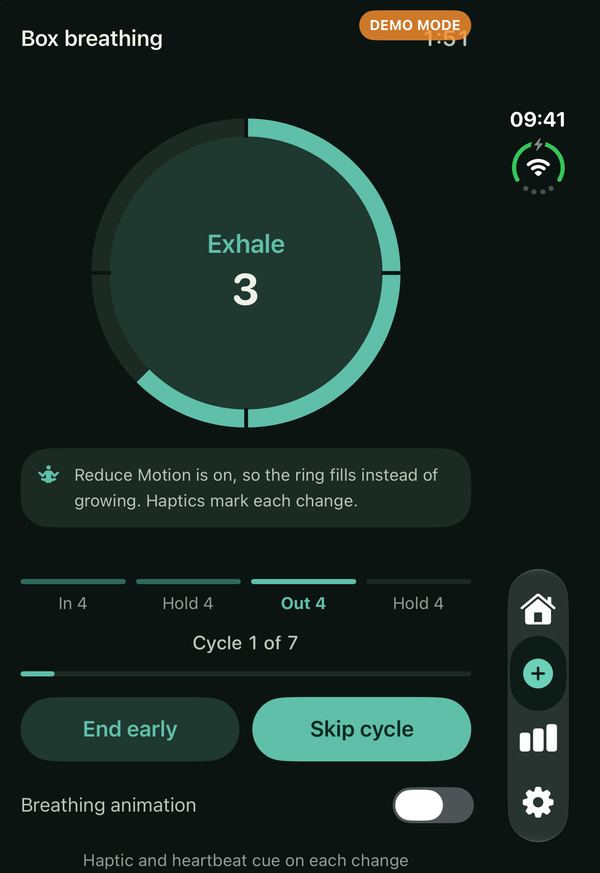 DEMO MODE
Box breathing
1:51
09:41
Exhale
3
Reduce Motion is on, so the ring fills instead of
growing. Haptics mark each change.
In 4
Hold 4
Out 4
Hold 4
Cycle 1 of 7
End early
Skip cycle
Breathing animation
Haptic and heartbeat cue on each change